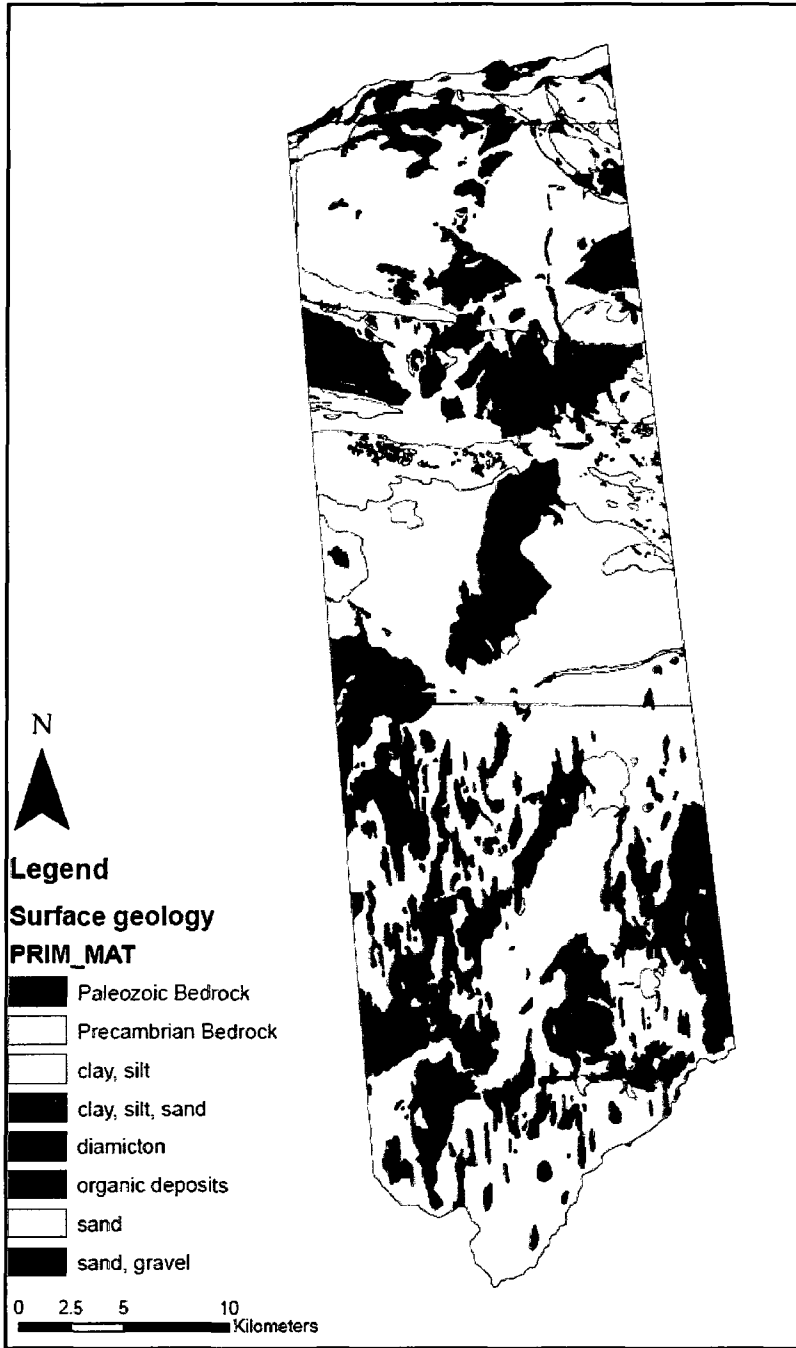 N
Legend
Surface geology
PRIM_MAT
Paleozoic Bedrock
Precambrian Bedrock
clay, silt
clay, silt, sand
diamicton
organic deposits
sand
sand, gravel
0 2.5 5 10
Kilometers